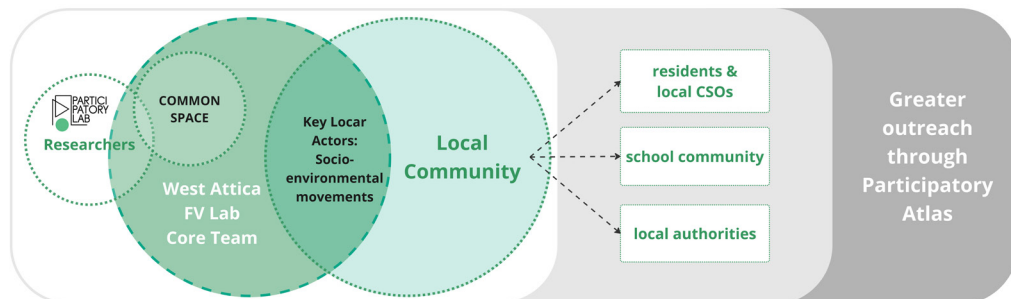 PARTICI
PATORY
LAB
Researchers
COMMON
SPACE
West Attica
FV Lab
Core Team
Key Locar
Actors:
Socio-
environmental
movements
Local
Community
residents &
local CSOs
school community
local authorities
Greater
outreach
through
Participatory
Atlas